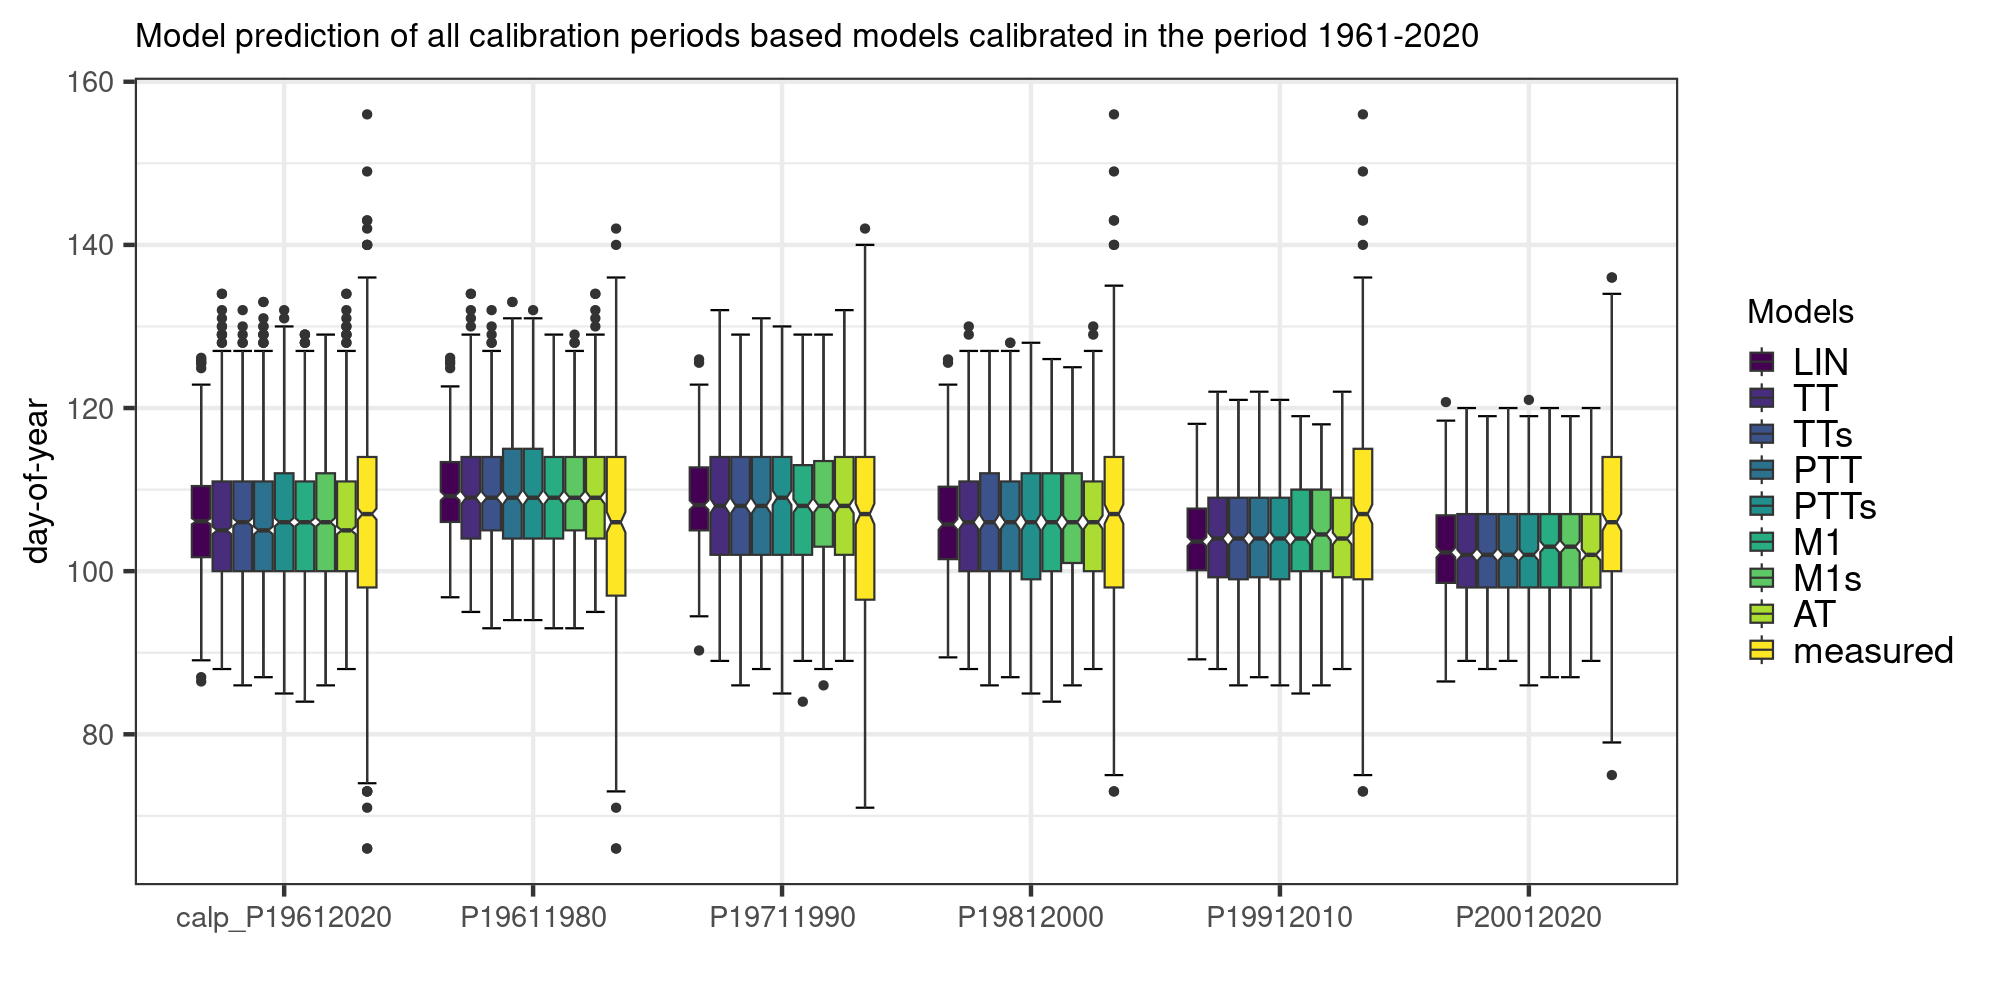 Model prediction of all calibration periods based models calibrated in the period 1961-2020
160
140
120
100
80
day-of-year
calp_P19612020
P19611980
P19711990
P19812000
P19912010
P20012020
Models
LIN
TT
TTs
PTT
PTTs
M1
M1s
AT
measured